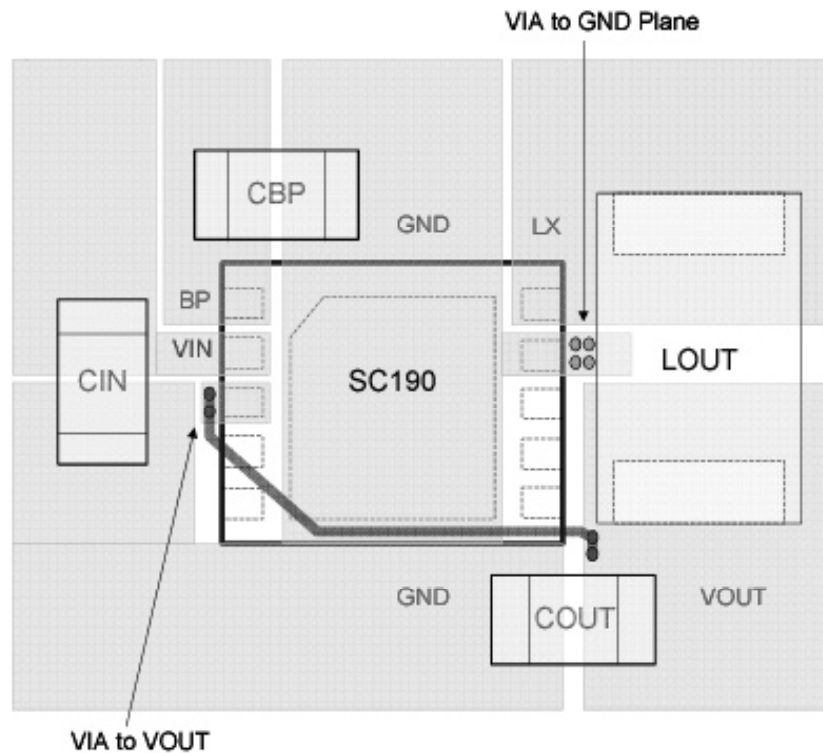 VIA to GND Plane
CBP
GND
LX
BP
VIN
CIN
SC190
LOUT
GND
COUT
VOUT
VIA to VOUT